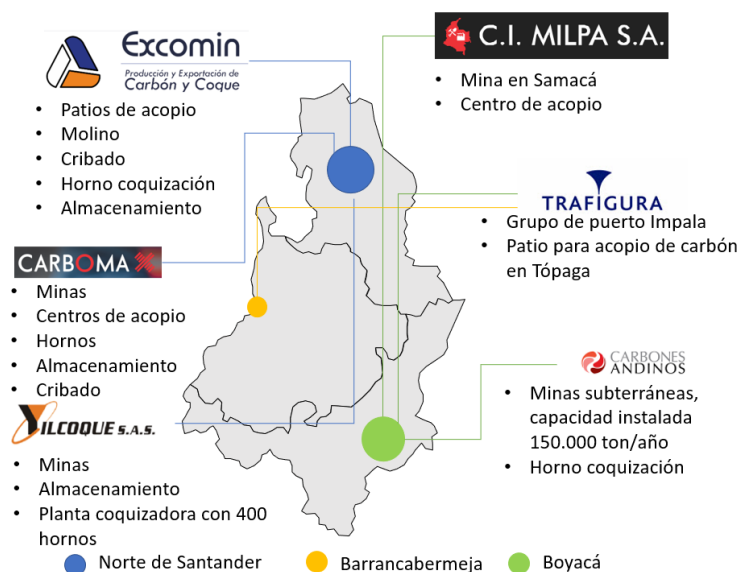 Excomin
Producción y Exportación de
Carbón y Coque
• Patios de acopio
• Molino
• Cribado
• Horno coquización
• Almacenamiento
C.I. MILPA S.A.
• Mina en Samacá
• Centro de acopio
TRAFIGURA
• Grupo de puerto Impala
• Patio para acopio de carbón
en Tópaga
CARBOMAX
• Minas
• Centros de acopio
• Hornos
• Almacenamiento
• Cribado
CARBONES
ANDINOS
• Minas subterráneas,
capacidad instalada
150.000 ton/año
• Horno coquización
YILCOQUE S.A.S.
• Minas
• Almacenamiento
• Planta coquizadora con 400
hornos
Norte de Santander
Barrancabermeja
Boyacá